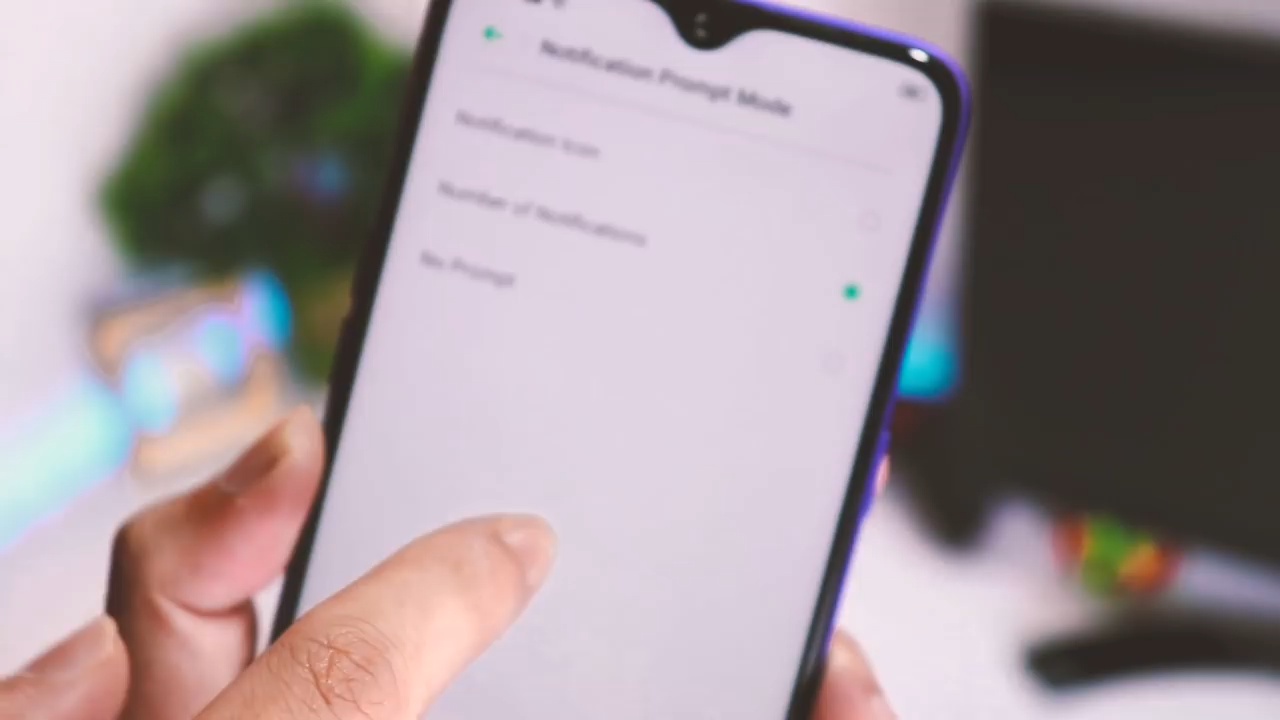 Notification Prompt Mode
Notification Icon
Number of Notifications
No Prompt